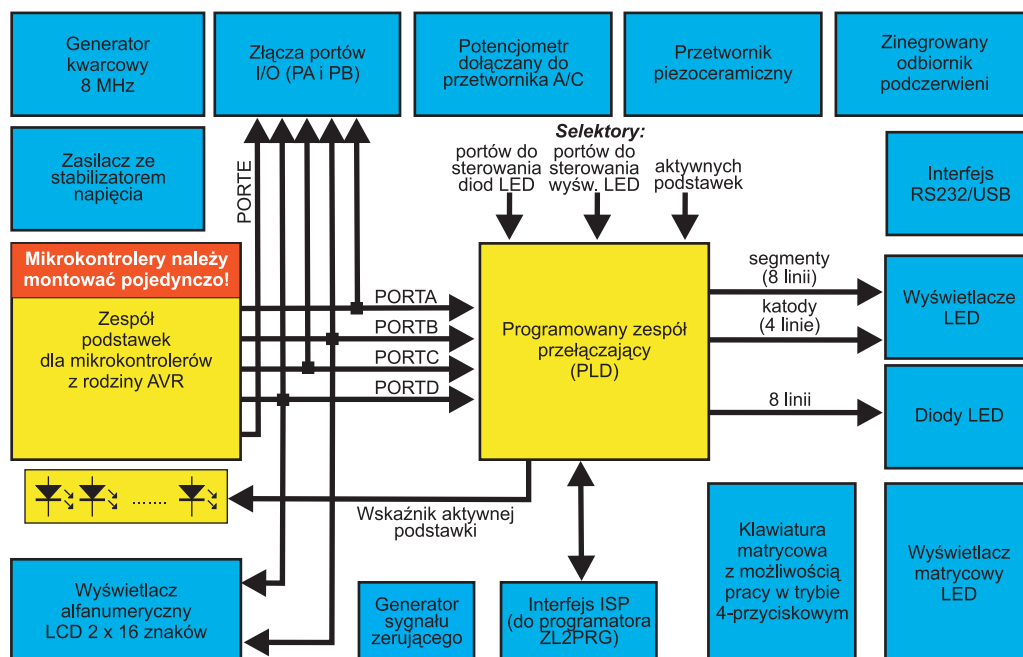 Generator
kwarcowy
8 MHz
Złącza portów
I/O (PA i PB)
Potencjometr
dołączany do
przetwornika A/C
Przetwornik
piezoceramiczny
Zinegrowany
odbiornik
podczerwieni
Zasilacz ze
stabilizatorem
napięcia
PORTE
Selektory:
portów do
sterowania
diod LED
portów do
sterowania
wyśw. LED
aktywnych
podstawek
Interfejs
RS232/USB
Mikrokontrolery należy
montować pojedynczo!
Zespół
podstawek
dla mikrokontrolerów
z rodziny AVR
PORTA
PORTB
PORTC
PORTD
Programowany zespół
przełączający
(PLD)
segmenty
(8 linii)
katody
(4 linie)
Wyświetlacze
LED
8 linii
Diody LED
.......
Wskaźnik aktywnej
podstawki
Wyświetlacz
alfanumeryczny
LCD 2 x 16 znaków
Generator
sygnału
zerującego
Interfejs ISP
(do programatora
ZL2PRG)
Klawiatura
matrycowa
z możliwością
pracy w trybie
4-przyciskowym
Wyświetlacz
matrycowy
LED